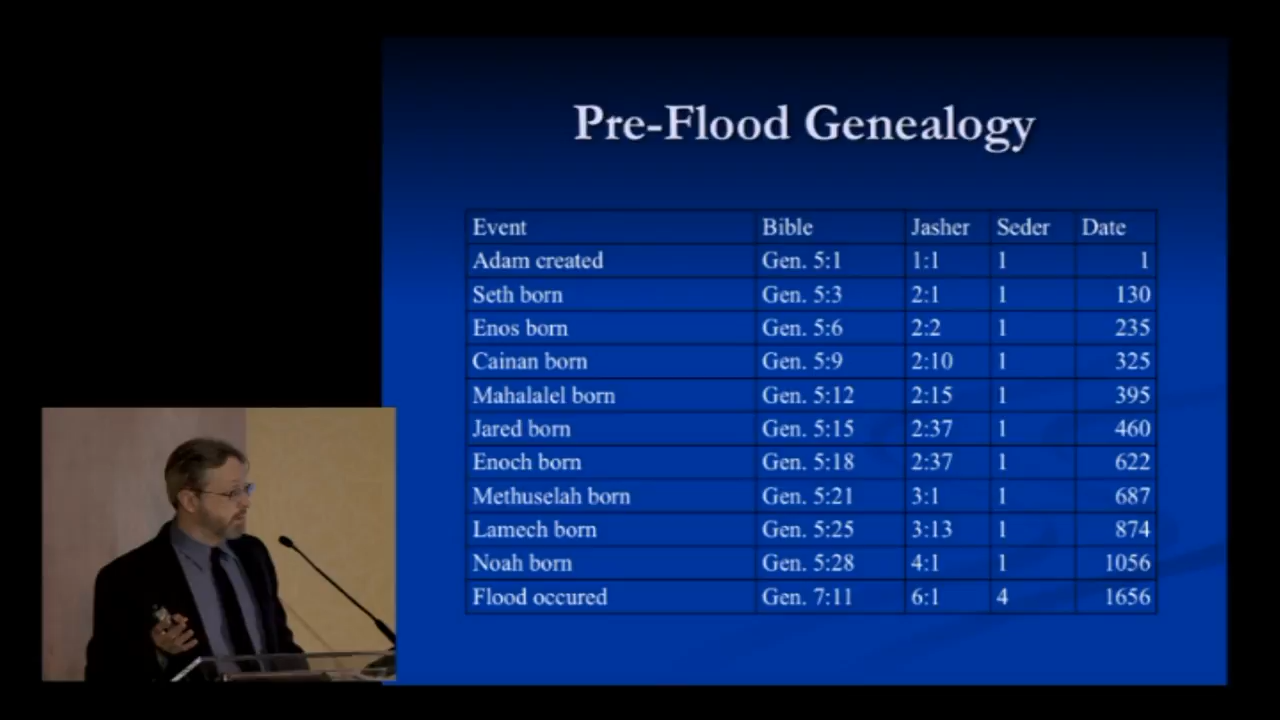 Pre-Flood Genealogy
Event Bible Jasher Seder Date
Adam created Gen. 5:1 1:1 1 1
Seth born Gen. 5:3 2:1 1 130
Enos born Gen. 5:6 2:2 1 235
Cainan born Gen. 5:9 2:10 1 325
Mahalalel born Gen. 5:12 2:15 1 395
Jared born Gen. 5:15 2:37 1 460
Enoch born Gen. 5:18 2:37 1 622
Methuselah born Gen. 5:21 3:1 1 687
Lamech born Gen. 5:25 3:13 1 874
Noah born Gen. 5:28 4:1 1 1056
Flood occured Gen. 7:11 6:1 4 1656